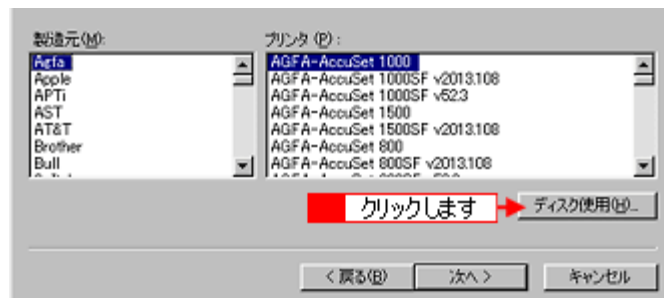 製造元(M):
プリンタ (P) :
Agfa
Apple
APTi
AST
AT&T
Brother
Bull
AGFA-AccuSet 1000
AGFA-AccuSet 1000SF v2013.108
AGFA-AccuSet 1000SF v52.3
AGFA-AccuSet 1500
AGFA-AccuSet 1500SF v2013.108
AGFA-AccuSet 800
AGFA-AccuSet 800SF v2013.108
クリックします
ディスク使用(H)...
< 戻る(B)
次へ >
キャンセル